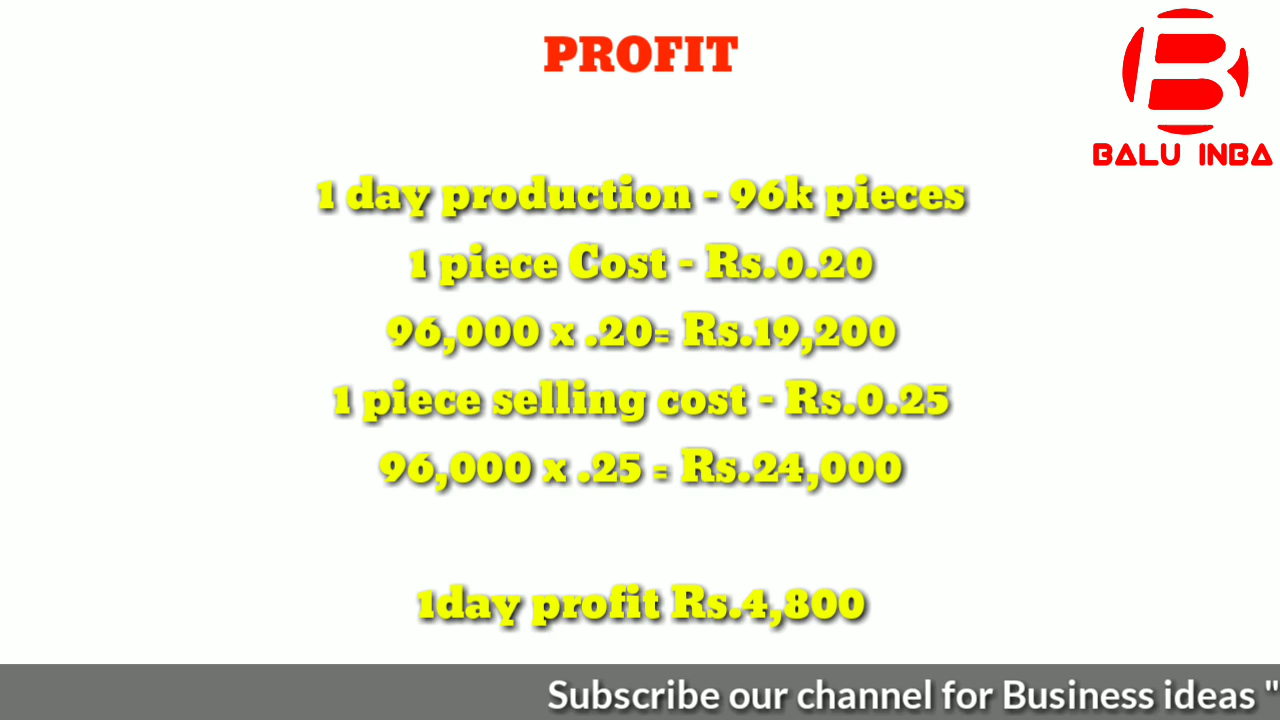 PROFIT
BALU INBA
1 day production - 96k pieces
1 piece Cost - Rs.0.20
96,000 x .20= Rs.19,200
1 piece selling cost - Rs.0.25
96,000 x .25 = Rs.24,000
1day profit Rs.4,800
Subscribe our channel for Business ideas "